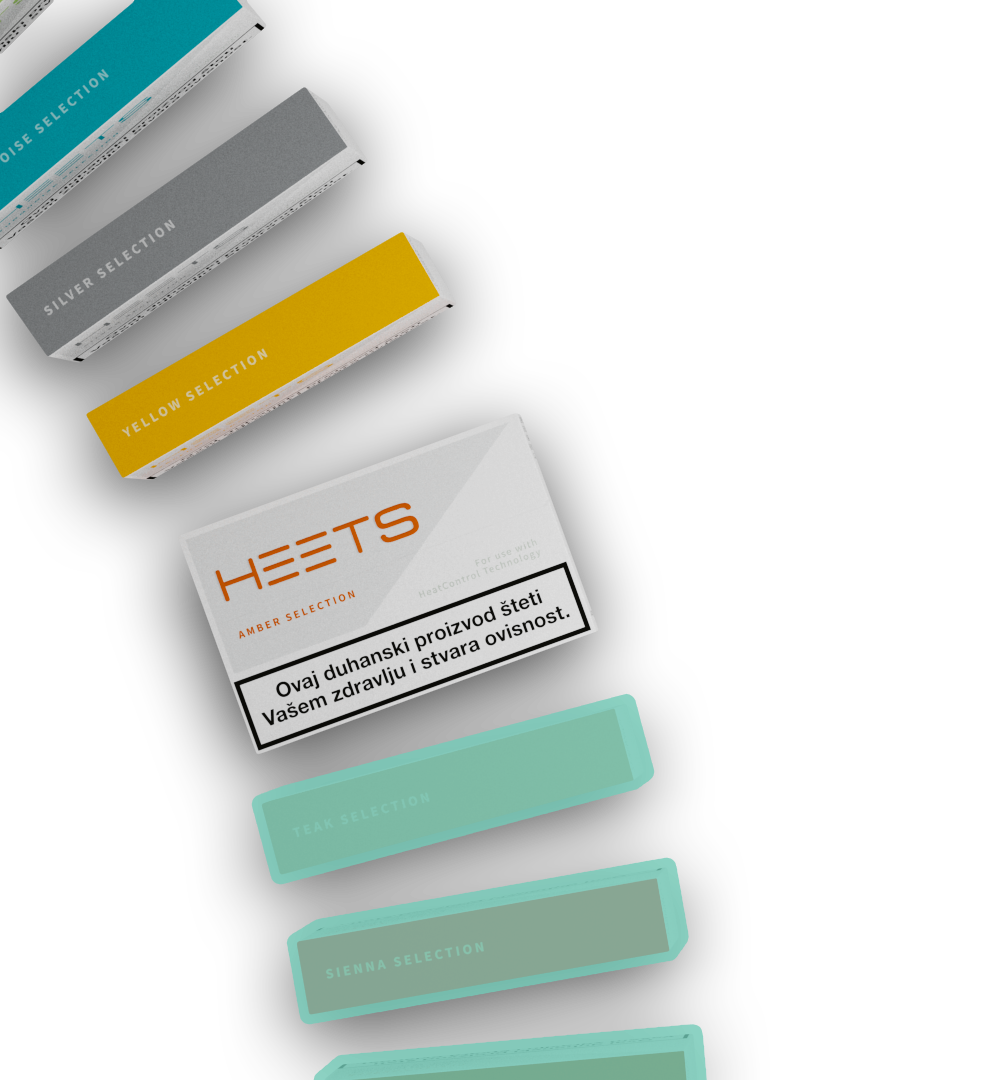 OISE SELECTION
SILVER SELECTION
YELLOW SELECTION
HEETS
AMBER SELECTION
For use with
HeatControl Technology
Ovaj duhanski proizvod šteti
Vašem zdravlju i stvara ovisnost.
TEAK SELECTION
SIENNA SELECTION